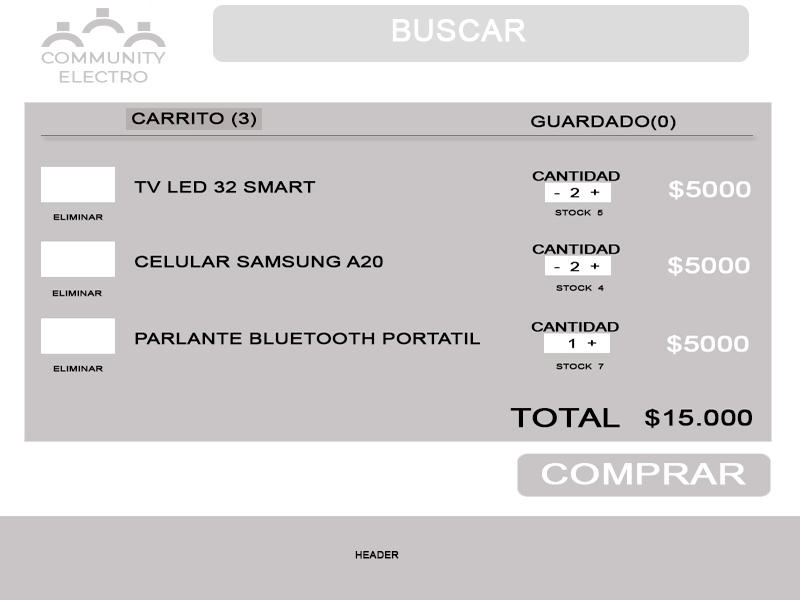 COMMUNITY
ELECTRO
BUSCAR
CARRITO (3)
GUARDADO(0)
TV LED 32 SMART
CANTIDAD
- 2 +
STOCK 5
$5000
ELIMINAR
CELULAR SAMSUNG A20
CANTIDAD
- 2 +
STOCK 4
$5000
ELIMINAR
PARLANTE BLUETOOTH PORTATIL
CANTIDAD
1 +
STOCK 7
$5000
ELIMINAR
TOTAL $15.000
COMPRAR
HEADER